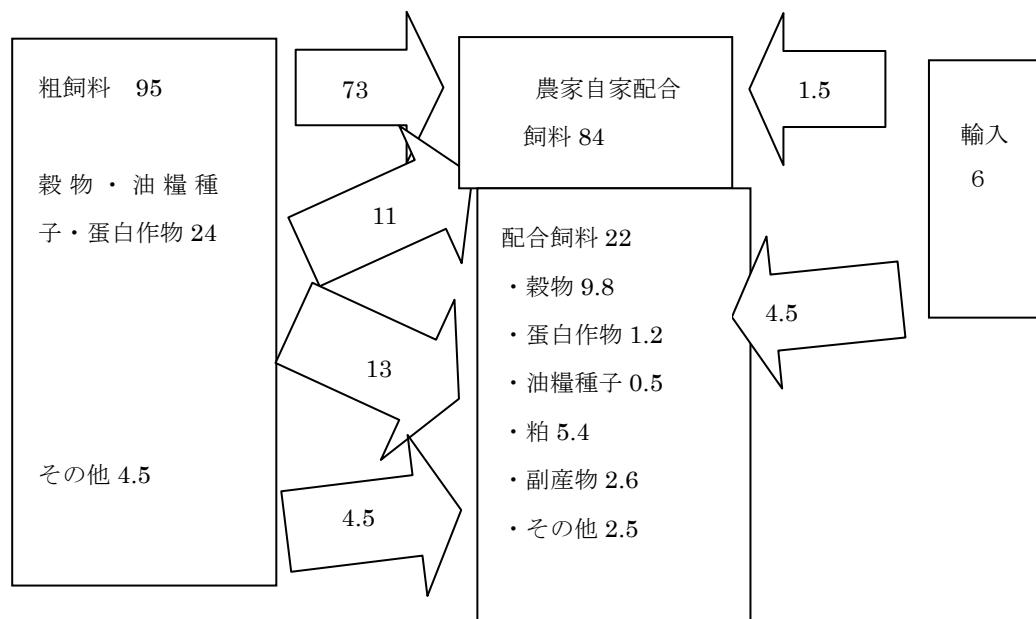 粗飼料　95
穀物・油糧種
子・蛋白作物 24
その他 4.5
73
11
13
4.5
農家自家配合
飼料 84
配合飼料 22
・穀物 9.8
・蛋白作物 1.2
・油糧種子 0.5
・粕 5.4
・副産物 2.6
・その他 2.5
1.5
4.5
輸入
６